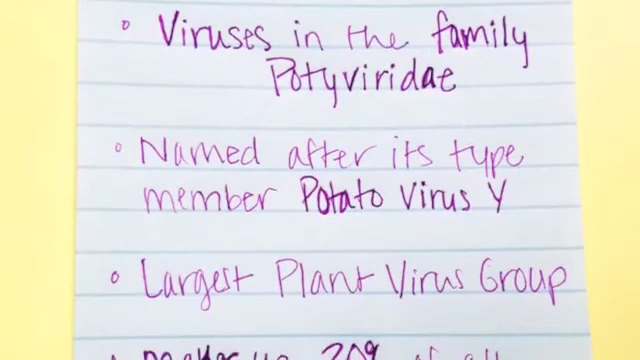 ◦ Viruses in the family
Potyviridae
◦ Named after its type
member Potato Virus Y
◦ Largest Plant Virus Group